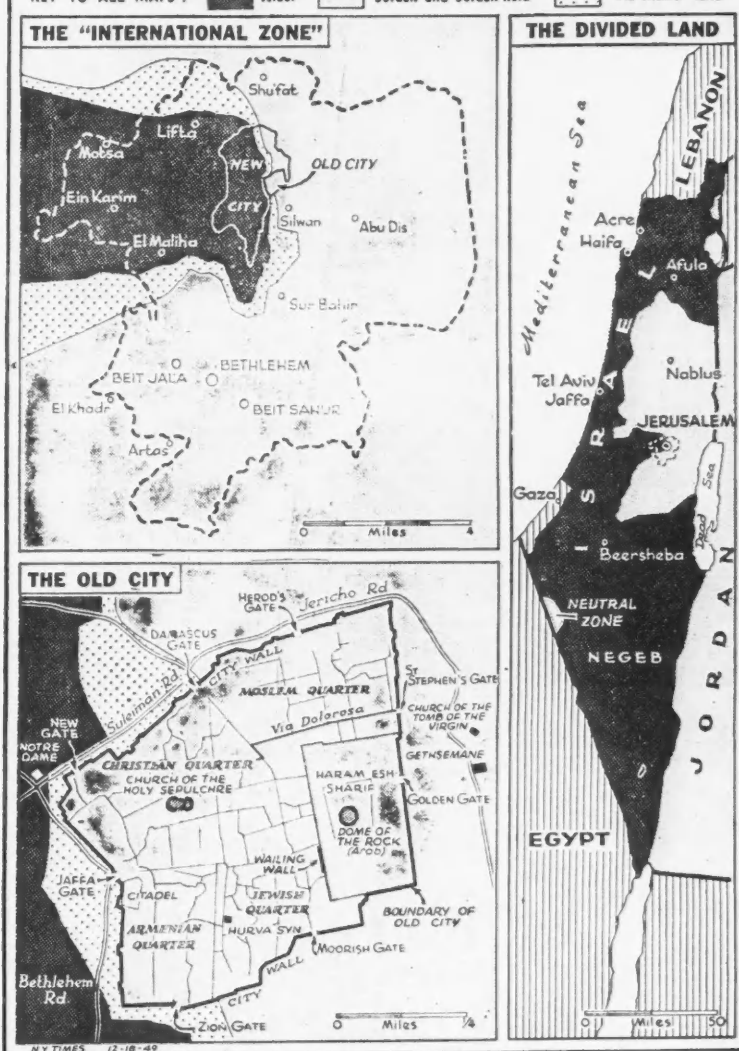 KEY TO ALL MAPS:
THE "INTERNATIONAL ZONE"
Shufat
Lifta
Motsa
NEW
CITY
OLD CITY
Ein Karim
Silwan
Abu Dis
El Maliha
Sur Bahir
BETHLEHEM
BEIT JALA
El Khadr
BEIT SAHUR
Artas
0 Miles 4
THE DIVIDED LAND
Mediterranean Sea
LEBANON
Acre
Haifa
Afula
ISRAEL
Nablus
Tel Aviv
Jaffa
JERUSALEM
Gaza
Dead Sea
Beersheba
NEUTRAL
ZONE
NEGEB
JORDAN
EGYPT
0 Miles 50
THE OLD CITY
HEROD'S
GATE
Jericho Rd
DAMASCUS
GATE
CITY WALL
Suleiman Rd
MOSLEM QUARTER
ST
STEPHEN'S GATE
NEW
GATE
Via Dolorosa
CHURCH OF THE
TOMB OF THE
VIRGIN
NOTRE
DAME
CHRISTIAN QUARTER
CHURCH OF THE
HOLY SEPULCHRE
HARAM ESH
SHARIF
GETHSEMANE
GOLDEN GATE
DOME OF
THE ROCK
(Arab)
WAILING
WALL
JAFFA
GATE
CITADEL
JEWISH
QUARTER
BOUNDARY OF
OLD CITY
ARMENIAN
QUARTER
HURVA SYN
MOORISH GATE
Bethlehem
Rd.
CITY WALL
ZION GATE
0 Miles 1/4
N.Y. TIMES 12-18-49